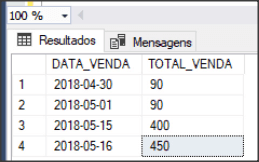 100 %
Resultados Mensagens
DATA_VENDA TOTAL_VENDA
1 2018-04-30 90
2 2018-05-01 90
3 2018-05-15 400
4 2018-05-16 450